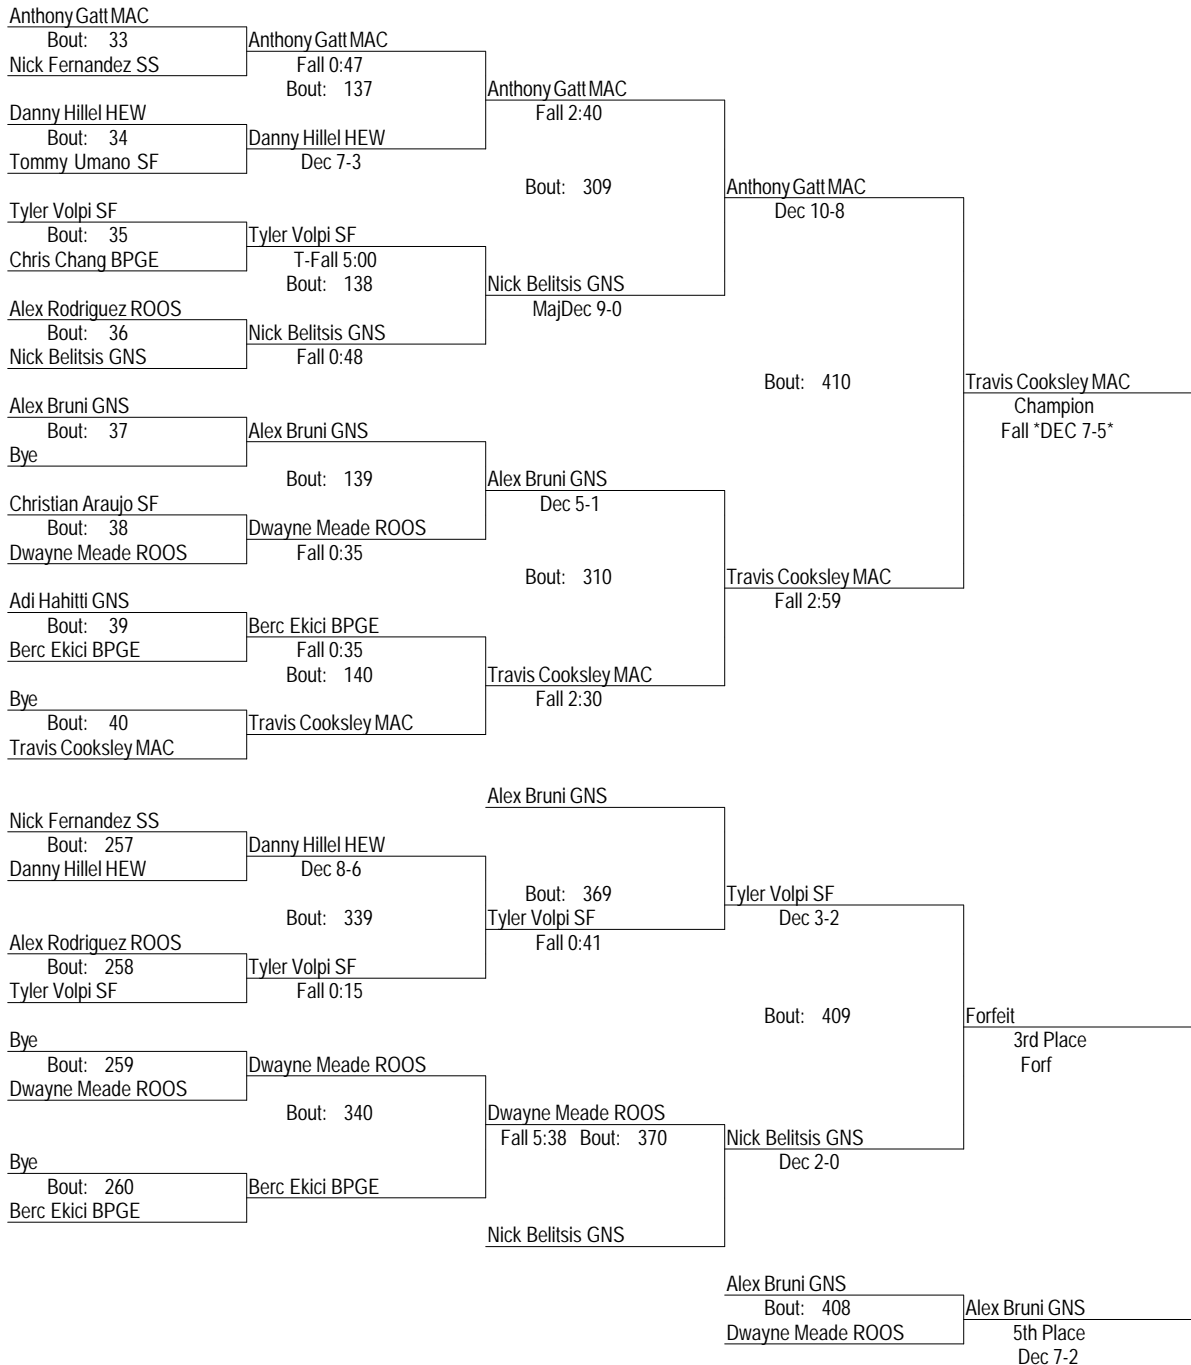 Anthony Gatt MAC
Bout: 33
Nick Fernandez SS
Anthony Gatt MAC
Fall 0:47
Bout: 137
Danny Hillel HEW
Bout: 34
Tommy Umano SF
Danny Hillel HEW
Dec 7-3
Anthony Gatt MAC
Fall 2:40
Bout: 309
Tyler Volpi SF
Bout: 35
Chris Chang BPGE
Tyler Volpi SF
T-Fall 5:00
Bout: 138
Alex Rodriguez ROOS
Bout: 36
Nick Belitsis GNS
Nick Belitsis GNS
Fall 0:48
Nick Belitsis GNS
MajDec 9-0
Anthony Gatt MAC
Dec 10-8
Bout: 410
Alex Bruni GNS
Bout: 37
Bye
Alex Bruni GNS
Bout: 139
Christian Araujo SF
Bout: 38
Dwayne Meade ROOS
Dwayne Meade ROOS
Fall 0:35
Alex Bruni GNS
Dec 5-1
Bout: 310
Adi Hahitti GNS
Bout: 39
Berc Ekici BPGE
Berc Ekici BPGE
Fall 0:35
Bout: 140
Bye
Bout: 40
Travis Cooksley MAC
Travis Cooksley MAC
Travis Cooksley MAC
Fall 2:30
Travis Cooksley MAC
Fall 2:59
Travis Cooksley MAC
Champion
Fall *DEC 7-5*
Alex Bruni GNS
Nick Fernandez SS
Bout: 257
Danny Hillel HEW
Danny Hillel HEW
Dec 8-6
Bout: 339
Alex Rodriguez ROOS
Bout: 258
Tyler Volpi SF
Tyler Volpi SF
Fall 0:15
Bout: 369
Tyler Volpi SF
Fall 0:41
Tyler Volpi SF
Dec 3-2
Bout: 409
Bye
Bout: 259
Dwayne Meade ROOS
Dwayne Meade ROOS
Bout: 340
Bye
Bout: 260
Berc Ekici BPGE
Berc Ekici BPGE
Dwayne Meade ROOS
Fall 5:38 Bout: 370
Nick Belitsis GNS
Nick Belitsis GNS
Dec 2-0
Forfeit
3rd Place
Forf
Alex Bruni GNS
Bout: 408
Dwayne Meade ROOS
Alex Bruni GNS
5th Place
Dec 7-2